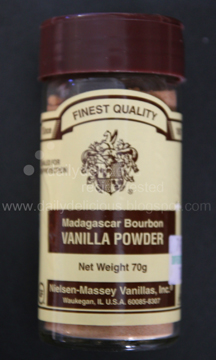 FINEST QUALITY
www.dailydelicious.blogspot.com
Madagascar Bourbon
VANILLA POWDER
Net Weight 70g
Nielsen-Massey Vanillas, Inc.
Waukegan, IL U.S.A. 60085-8307